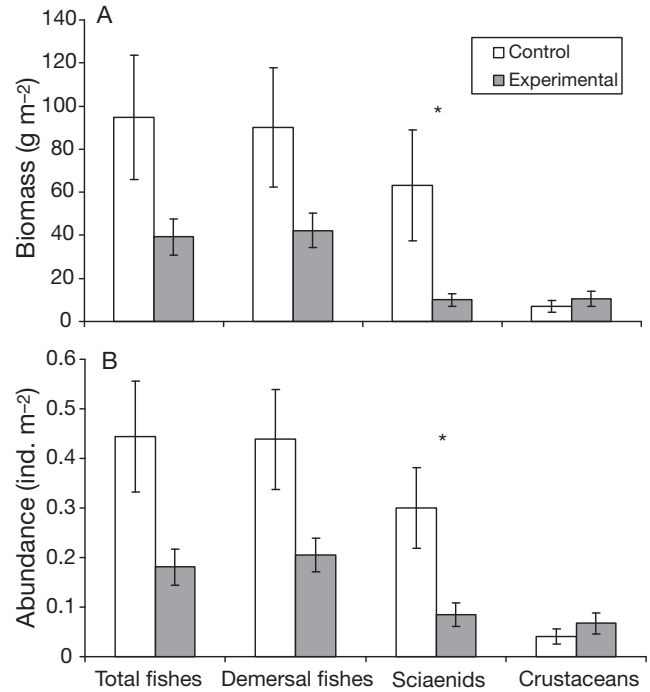 A
140
120
100
80
60
40
20
0
Biomass (g m–2)
Control
Experimental
*
B
0.6
0.5
0.4
0.3
0.2
0.1
0
Abundance (ind. m–2)
*
Total fishes Demersal fishes Sciaenids Crustaceans